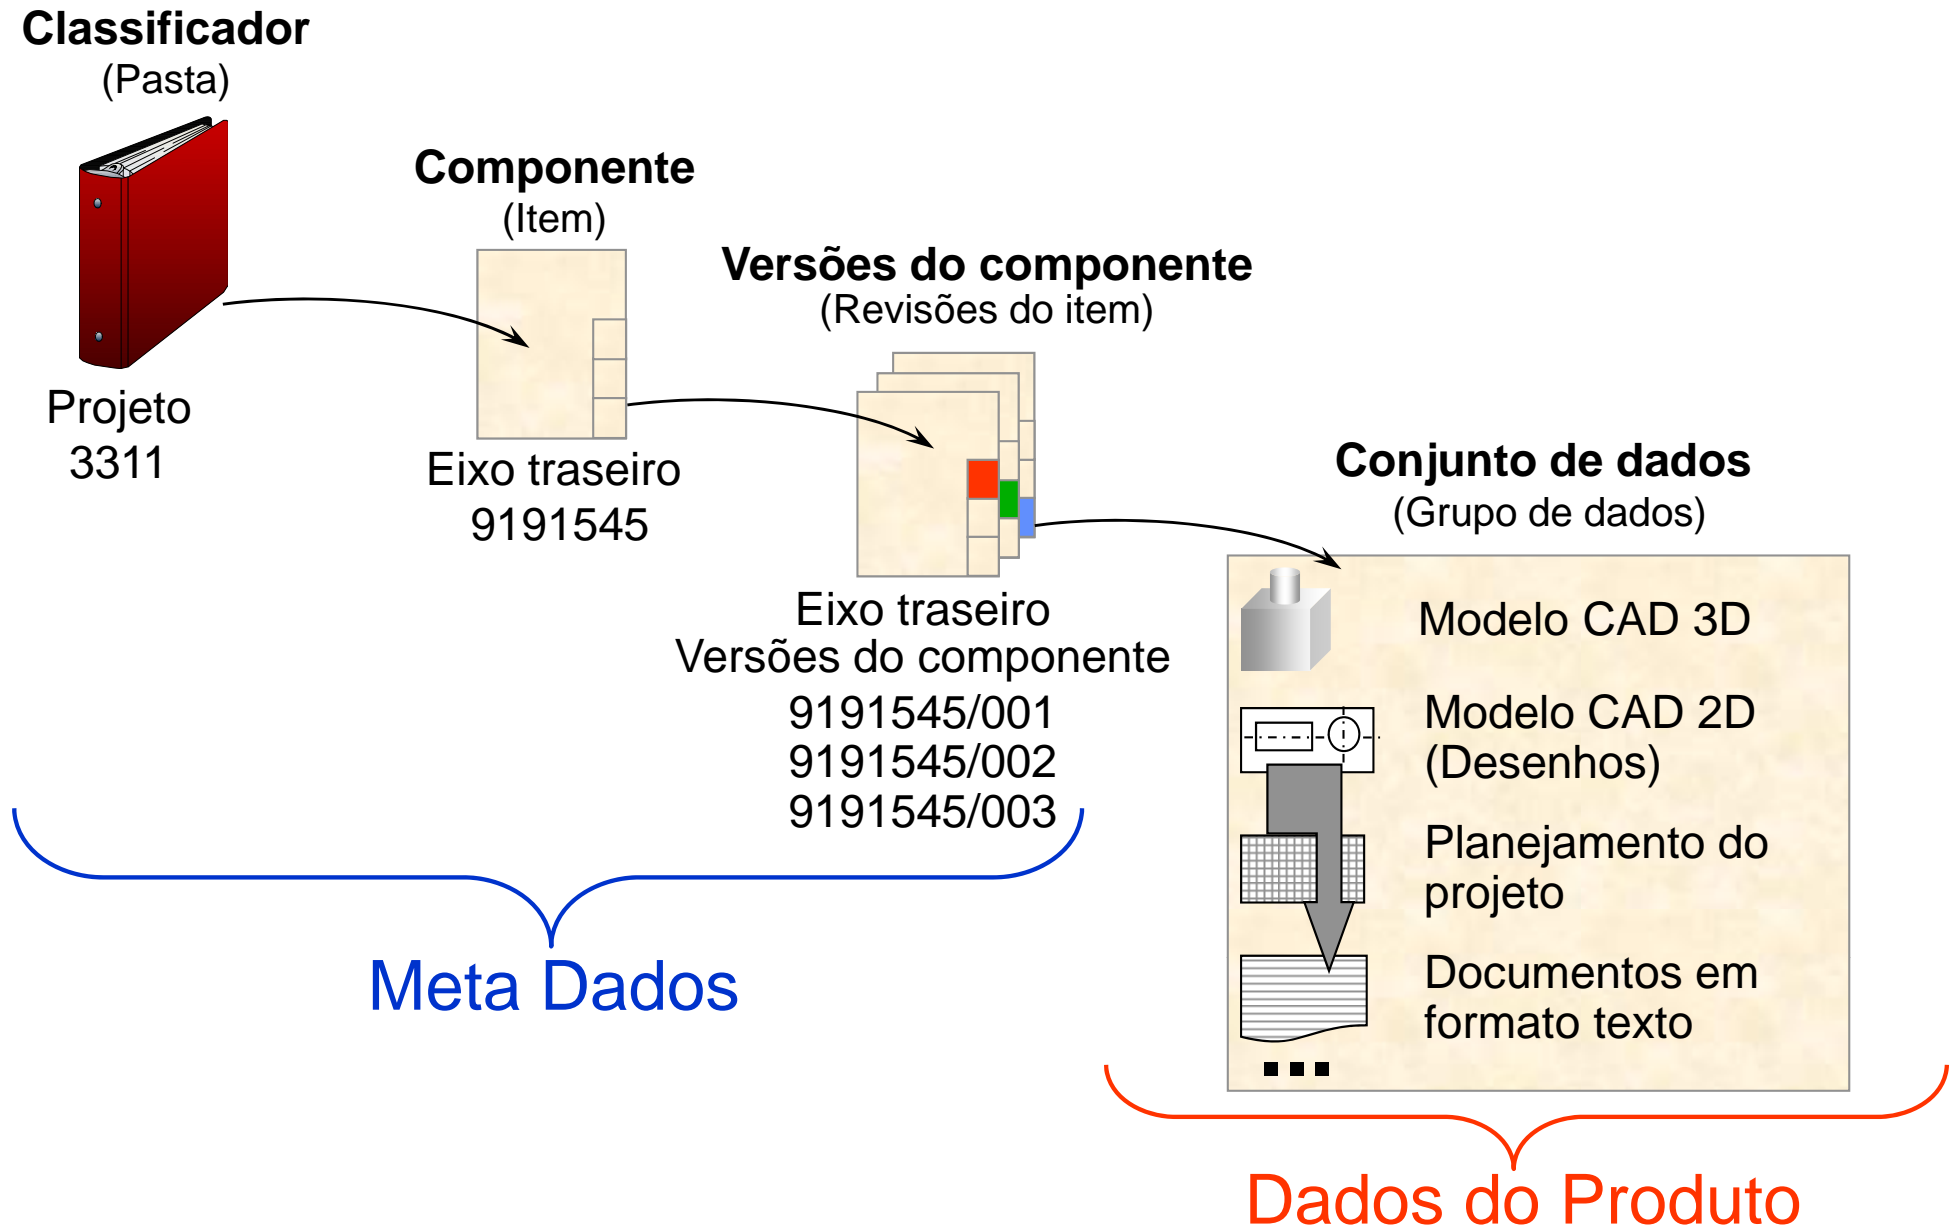 Classificador
(Pasta)
Projeto
3311
Componente
(Item)
Eixo traseiro
9191545
Versões do componente
(Revisões do item)
Eixo traseiro
Versões do componente
9191545/001
9191545/002
9191545/003
Meta Dados
Conjunto de dados
(Grupo de dados)
Modelo CAD 3D
Modelo CAD 2D
(Desenhos)
Planejamento do
projeto
Documentos em
formato texto
...
Dados do Produto